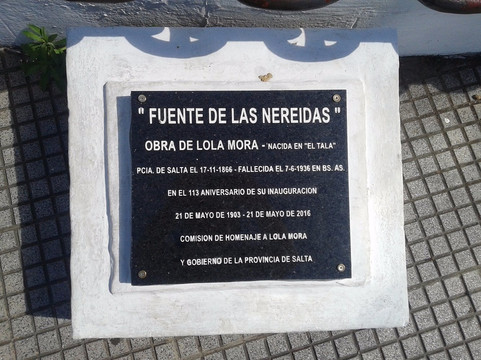 " FUENTE DE LAS NEREIDAS "
OBRA DE LOLA MORA - NACIDA EN "EL TALA"
PCIA. DE SALTA EL 17-11-1866 - FALLECIDA EL 7-6-1936 EN BS. AS.
EN EL 113 ANIVERSARIO DE SU INAUGURACION
21 DE MAYO DE 1903 - 21 DE MAYO DE 2016
COMISION DE HOMENAJE A LOLA MORA
Y GOBIERNO DE LA PROVINCIA DE SALTA